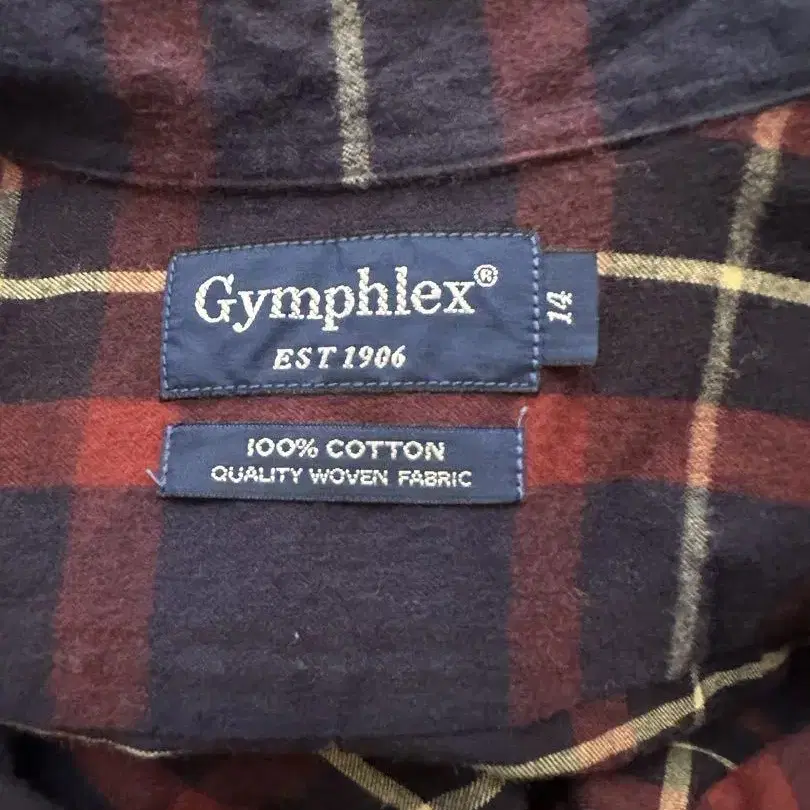 Gymphlex®
EST 1906
14
100% COTTON
QUALITY WOVEN FABRIC